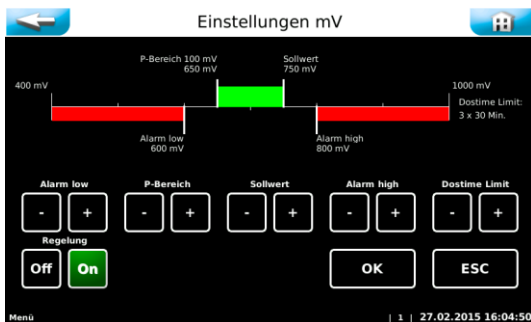 Einstellungen mV
P-Bereich 100 mV
650 mV
Sollwert
750 mV
400 mV
1000 mV
Dostime Limit:
3 x 30 Min.
Alarm low
600 mV
Alarm high
800 mV
Alarm low
P-Bereich
Sollwert
Alarm high
Dostime Limit
- + - + - + - + - +
Regelung
Off On OK ESC
Menü | 1 | 27.02.2015 16:04:50